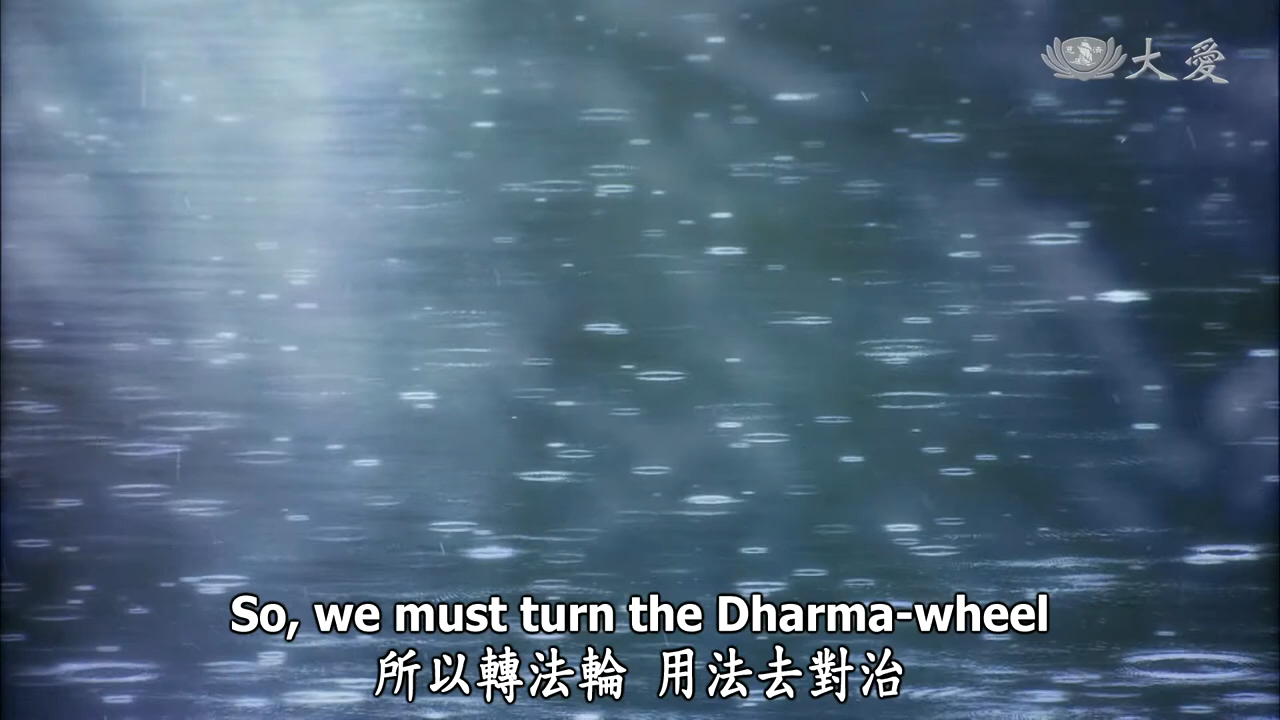 大愛
So, we must turn the Dharma-wheel
所以轉法輪 用法去對治